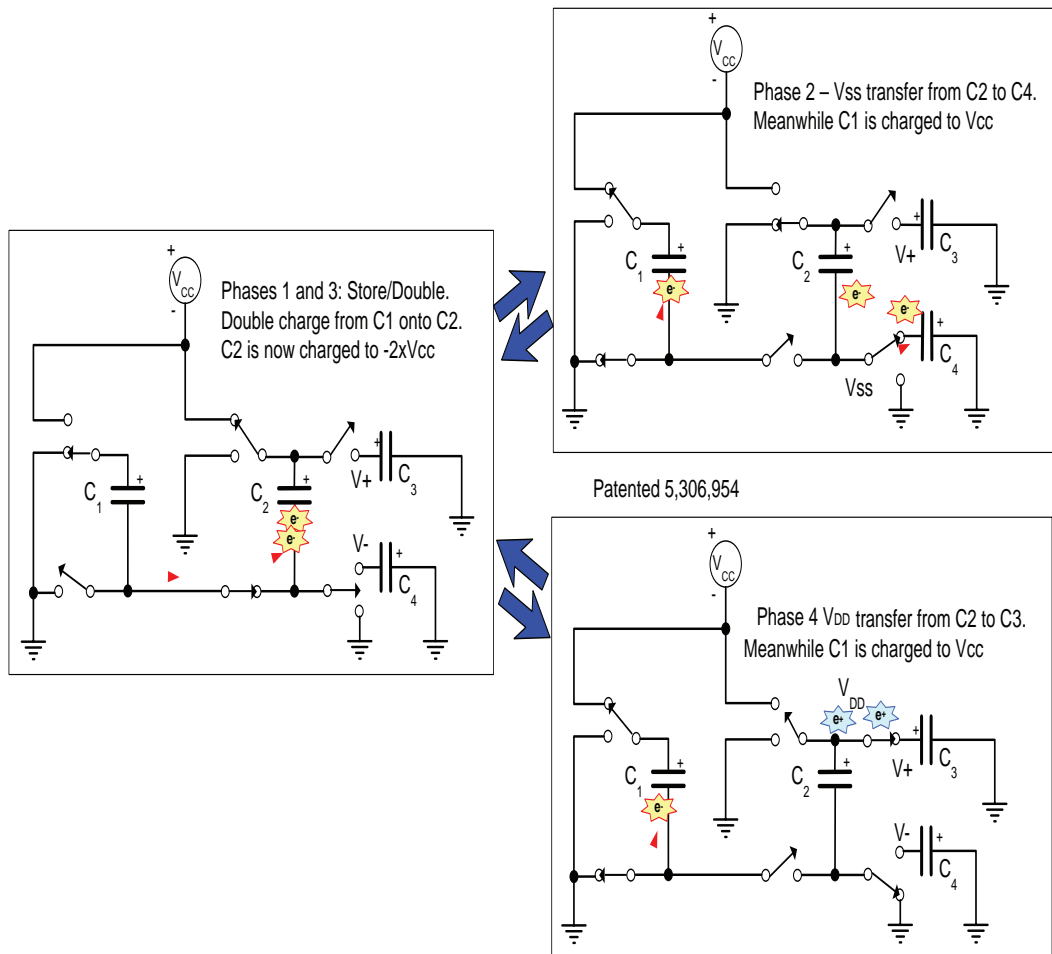 +
VCC
-
Phases 1 and 3: Store/Double.
Double charge from C1 onto C2.
C2 is now charged to -2xVcc
+
C1
+
C2
e-
e-
+
V+
C3
V-
+
C4
+
VCC
-
Phase 2 – Vss transfer from C2 to C4.
Meanwhile C1 is charged to Vcc
+
C1
e-
+
C2
e-
+
V+
C3
e-
+
C4
Vss
Patented 5,306,954
+
VCC
-
Phase 4 VDD transfer from C2 to C3.
Meanwhile C1 is charged to Vcc
VDD
e+
e+
+
C1
e-
+
C2
+
V+
C3
V-
+
C4